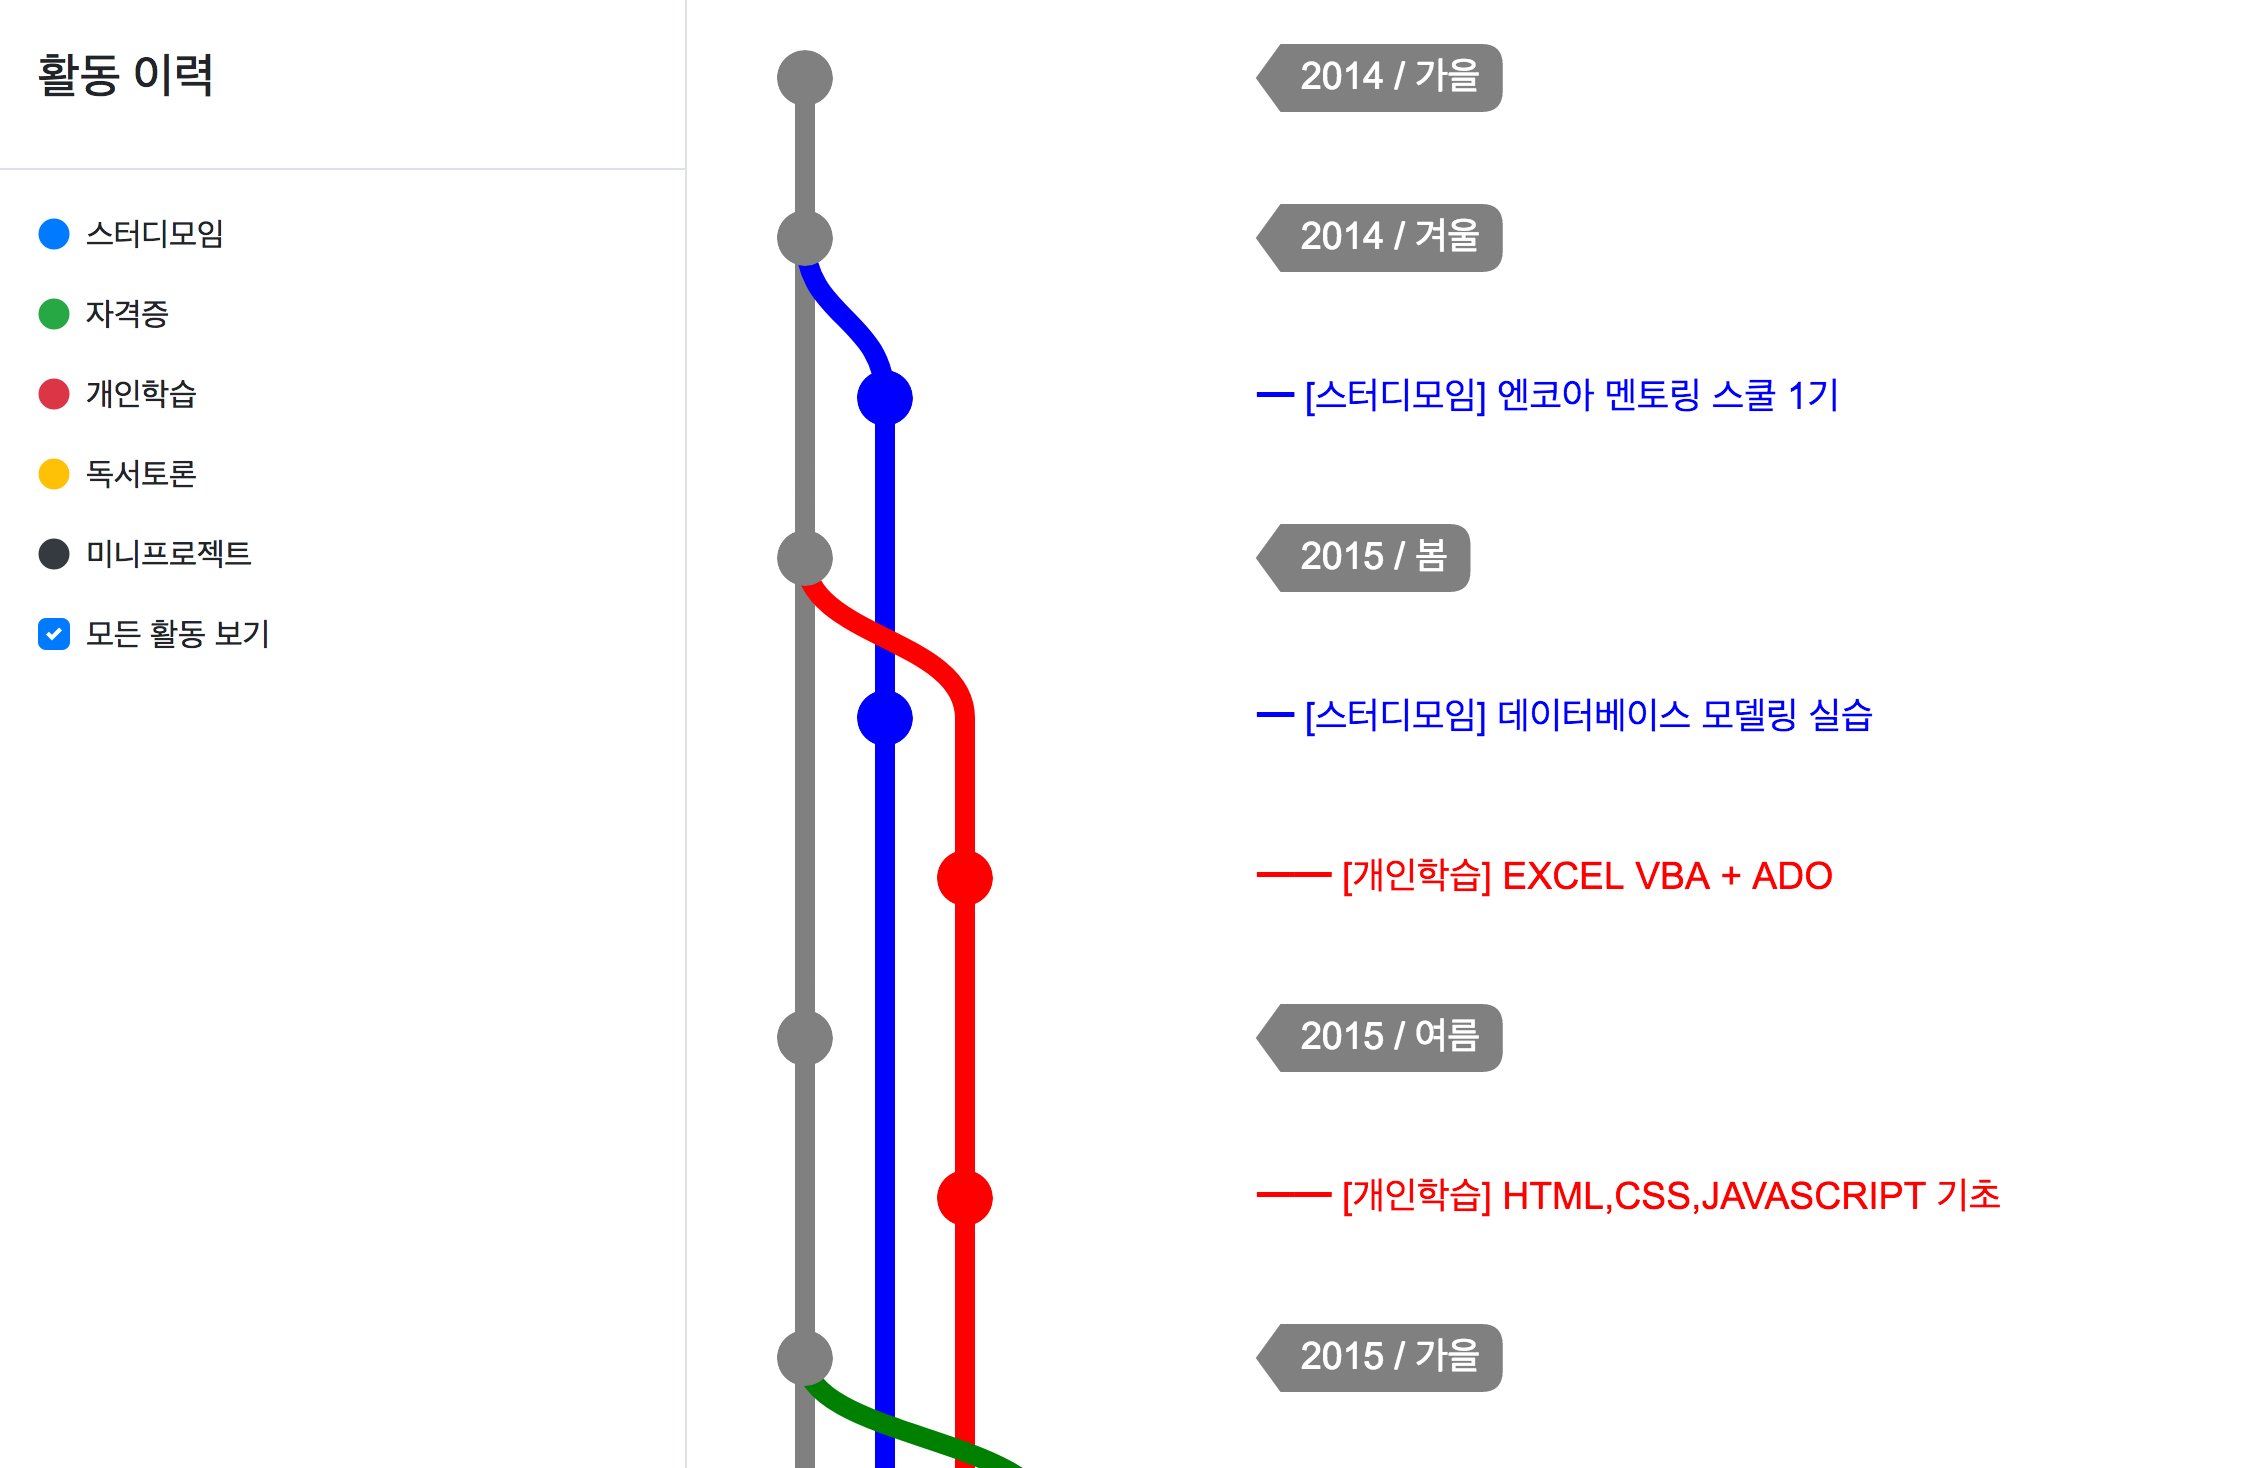 활동 이력
스터디모임
자격증
개인학습
독서토론
미니프로젝트
모든 활동 보기
2014 / 가을
2014 / 겨울
[스터디모임] 엔코아 멘토링 스쿨 1기
2015 / 봄
[스터디모임] 데이터베이스 모델링 실습
[개인학습] EXCEL VBA + ADO
2015 / 여름
[개인학습] HTML,CSS,JAVASCRIPT 기초
2015 / 가을